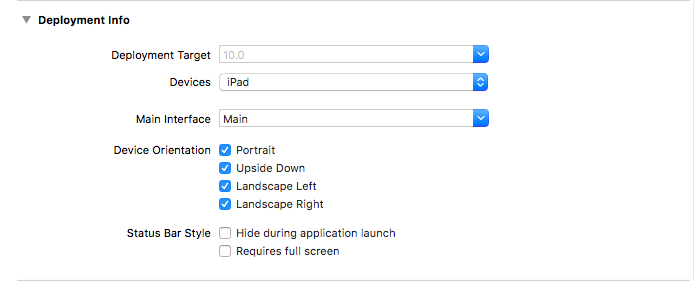 Deployment Info
Deployment Target 10.0
Devices iPad
Main Interface Main
Device Orientation Portrait
Upside Down
Landscape Left
Landscape Right
Status Bar Style Hide during application launch
Requires full screen